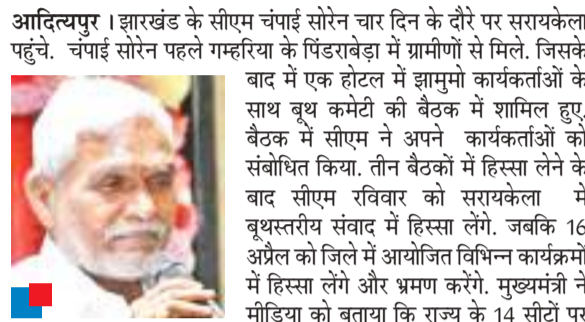 आदित्यपुर । झारखंड के सीएम चंपाई सोरेन चार दिन के दौरे पर सरायकेला
पहुंचे. चंपाई सोरेन पहले गम्हरिया के पिंडराबेड़ा में ग्रामीणों से मिले. जिसके
बाद में एक होटल में झामुमो कार्यकर्ताओं के
साथ बूथ कमेटी की बैठक में शामिल हुए.
बैठक में सीएम ने अपने कार्यकर्ताओं को
संबोधित किया. तीन बैठकों में हिस्सा लेने के
बाद सीएम रविवार को सरायकेला में
बूथस्तरीय संवाद में हिस्सा लेंगे. जबकि 16
अप्रैल को जिले में आयोजित विभिन्न कार्यक्रमों
में हिस्सा लेंगे और भ्रमण करेंगे. मुख्यमंत्री ने
मीडिया को बताया कि राज्य के 14 सीटों पर